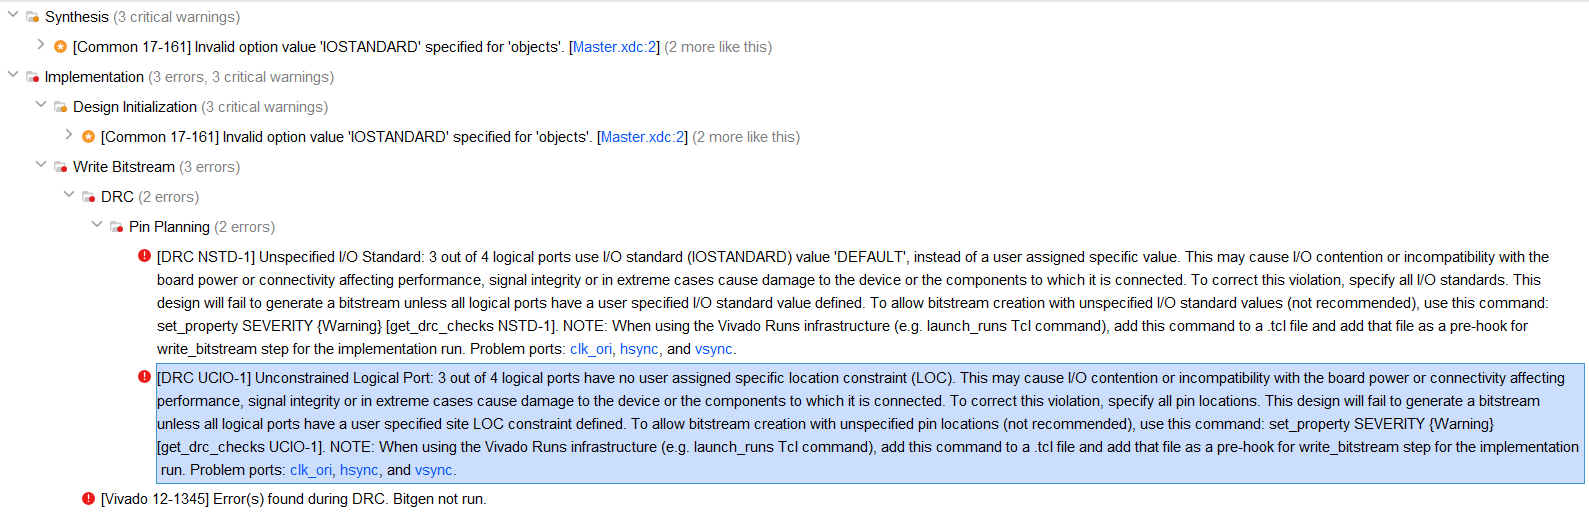 Synthesis (3 critical warnings)
[Common 17-161] Invalid option value 'IOSTANDARD' specified for 'objects'. [Master.xdc:2] (2 more like this)
Implementation (3 errors, 3 critical warnings)
Design Initialization (3 critical warnings)
[Common 17-161] Invalid option value 'IOSTANDARD' specified for 'objects'. [Master.xdc:2] (2 more like this)
Write Bitstream (3 errors)
DRC (2 errors)
Pin Planning (2 errors)
[DRC NSTD-1] Unspecified I/O Standard: 3 out of 4 logical ports use I/O standard (IOSTANDARD) value 'DEFAULT', instead of a user assigned specific value. This may cause I/O contention or incompatibility with the
board power or connectivity affecting performance, signal integrity or in extreme cases cause damage to the device or the components to which it is connected. To correct this violation, specify all I/O standards. This
design will fail to generate a bitstream unless all logical ports have a user specified I/O standard value defined. To allow bitstream creation with unspecified I/O standard values (not recommended), use this command:
set_property SEVERITY {Warning} [get_drc_checks NSTD-1]. NOTE: When using the Vivado Runs infrastructure (e.g. launch_runs Tcl command), add this command to a .tcl file and add that file as a pre-hook for
write_bitstream step for the implementation run. Problem ports: clk_ori, hsync, and vsync.
[DRC UCIO-1] Unconstrained Logical Port: 3 out of 4 logical ports have no user assigned specific location constraint (LOC). This may cause I/O contention or incompatibility with the board power or connectivity affecting
performance, signal integrity or in extreme cases cause damage to the device or the components to which it is connected. To correct this violation, specify all pin locations. This design will fail to generate a bitstream
unless all logical ports have a user specified site LOC constraint defined. To allow bitstream creation with unspecified pin locations (not recommended), use this command: set_property SEVERITY {Warning}
[get_drc_checks UCIO-1]. NOTE: When using the Vivado Runs infrastructure (e.g. launch_runs Tcl command), add this command to a .tcl file and add that file as a pre-hook for write_bitstream step for the implementation
run. Problem ports: clk_ori, hsync, and vsync.
[Vivado 12-1345] Error(s) found during DRC. Bitgen not run.